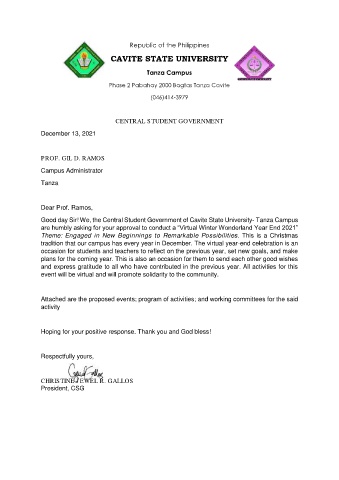 Republic of the Philippines
CAVITE STATE UNIVERSITY
Tanza Campus
Phase 2 Pabahay 2000 Bagtas Tanza Cavite
(046)414-3979
CENTRAL STUDENT GOVERNMENT
December 13, 2021
PROF. GIL D. RAMOS
Campus Administrator
Tanza
Dear Prof. Ramos,
Good day Sir! We, the Central Student Government of Cavite State University- Tanza Campus
are humbly asking for your approval to conduct a "Virtual Winter Wonderland Year End 2021"
Theme: Engaged in New Beginnings to Remarkable Possibilities. This is a Christmas
tradition that our campus has every year in December. The virtual year-end celebration is an
occasion for students and teachers to reflect on the previous year, set new goals, and make
plans for the coming year. This is also an occasion for them to send each other good wishes
and express gratitude to all who have contributed in the previous year. All activities for this
event will be virtual and will promote solidarity to the community.
Attached are the proposed events; program of activities; and working committees for the said
activity
Hoping for your positive response. Thank you and God bless!
Respectfully yours,
CHRISTINE JEWEL R. GALLOS
President, CSG